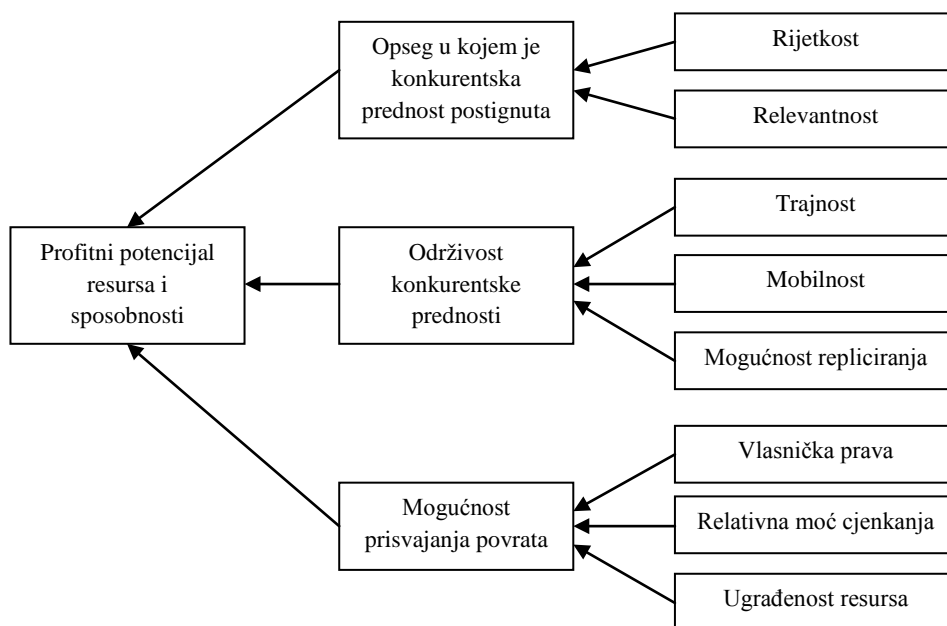 Profitni potencijal
resursa i
sposobnosti
Opseg u kojem je
konkurentska
prednost postignuta
Rijetkost
Relevantnost
Održivost
konkurentske
prednosti
Trajnost
Mobilnost
Mogućnost repliciranja
Mogućnost
prisvajanja povrata
Vlasnička prava
Relativna moć cjenkanja
Ugrađenost resursa